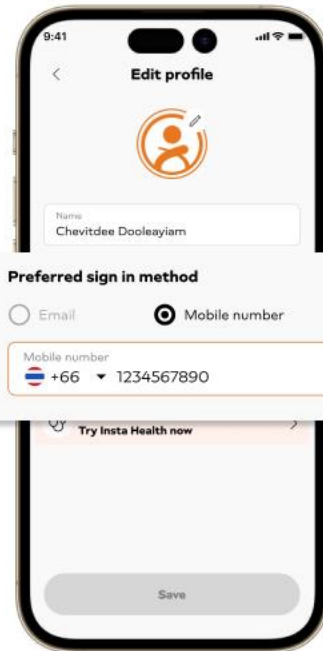 9:41
Edit profile
Name
Chevitdee Dooleayiam
Preferred sign in method
Email
Mobile number
Mobile number
+66 1234567890
Try Insta Health now
Save